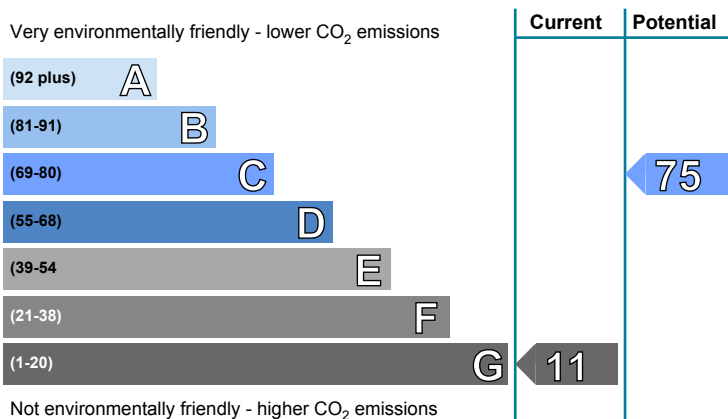 Very environmentally friendly - lower CO2 emissions
Current Potential
(92 plus) A
(81-91) B
(69-80) C 75
(55-68) D
(39-54 E
(21-38) F
(1-20) G 11
Not environmentally friendly - higher CO2 emissions